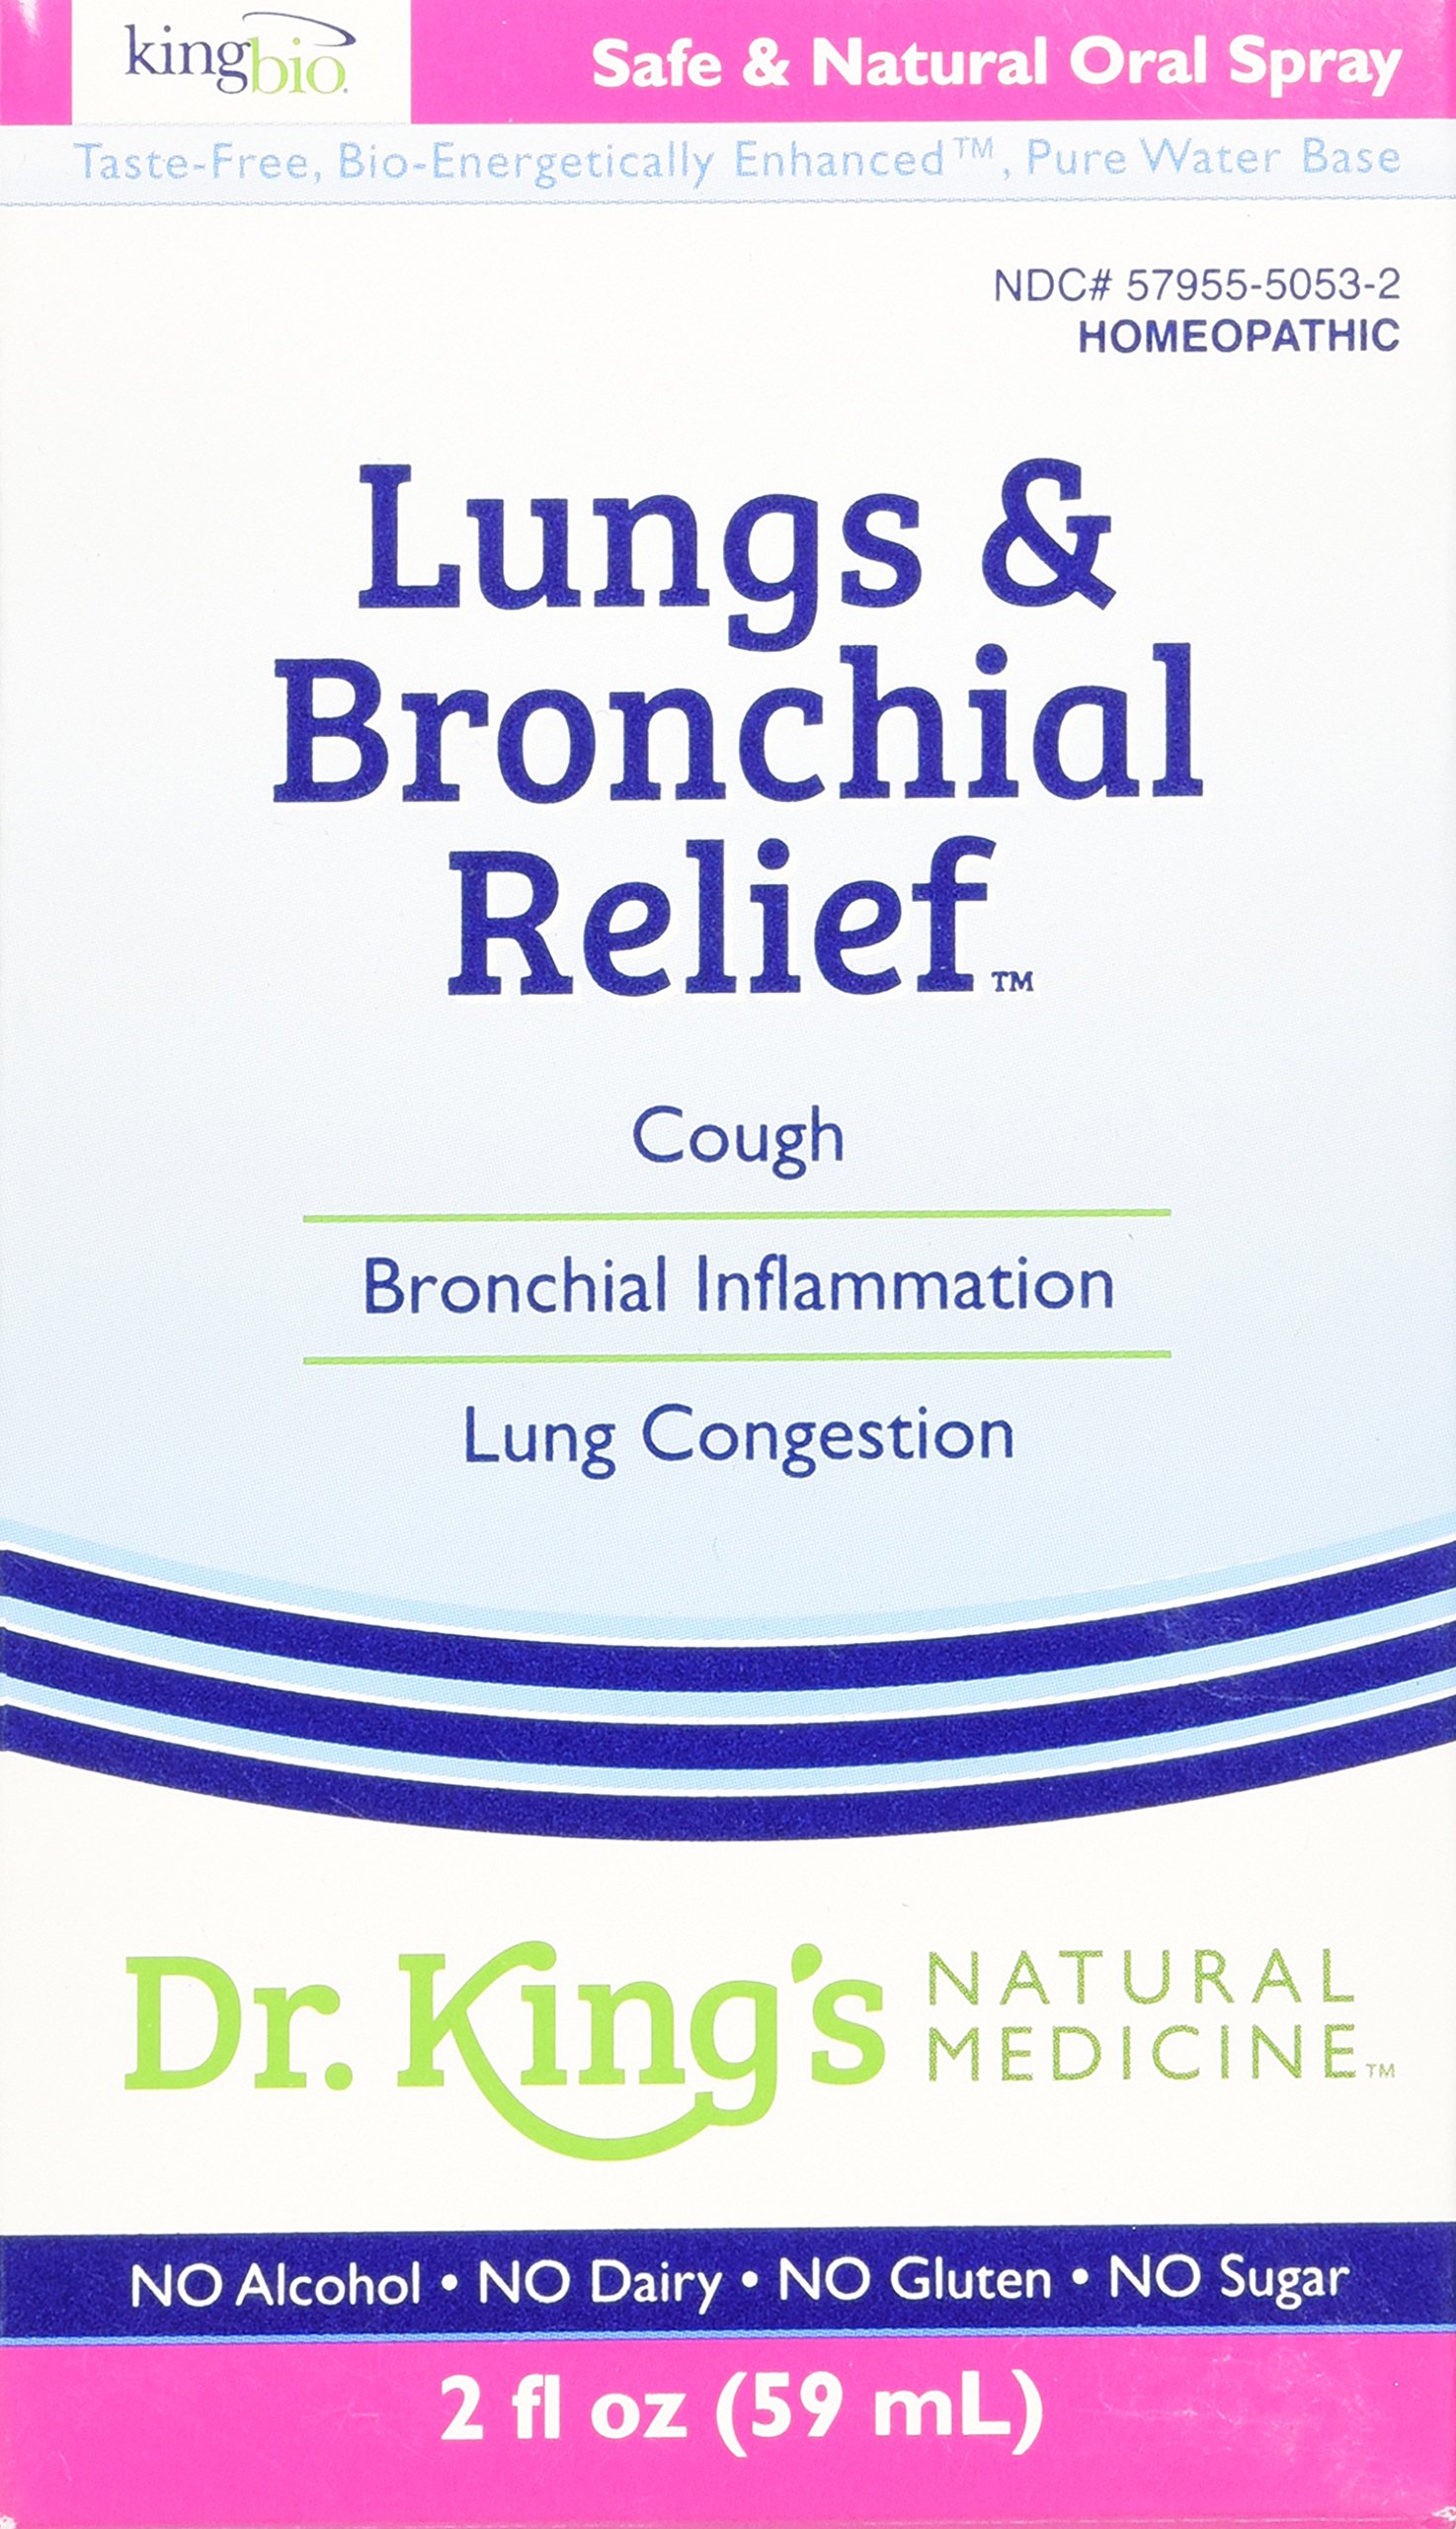 kingbio.
Safe & Natural Oral Spray
Taste-Free, Bio-Energetically Enhanced™, Pure Water Base
NDC# 57955-5053-2
HOMEOPATHIC
Lungs &
Bronchial
Relief™
Cough
Bronchial Inflammation
Lung Congestion
Dr. King's NATURAL
MEDICINE™
NO Alcohol • NO Dairy • NO Gluten • NO Sugar
2 fl oz (59 mL)